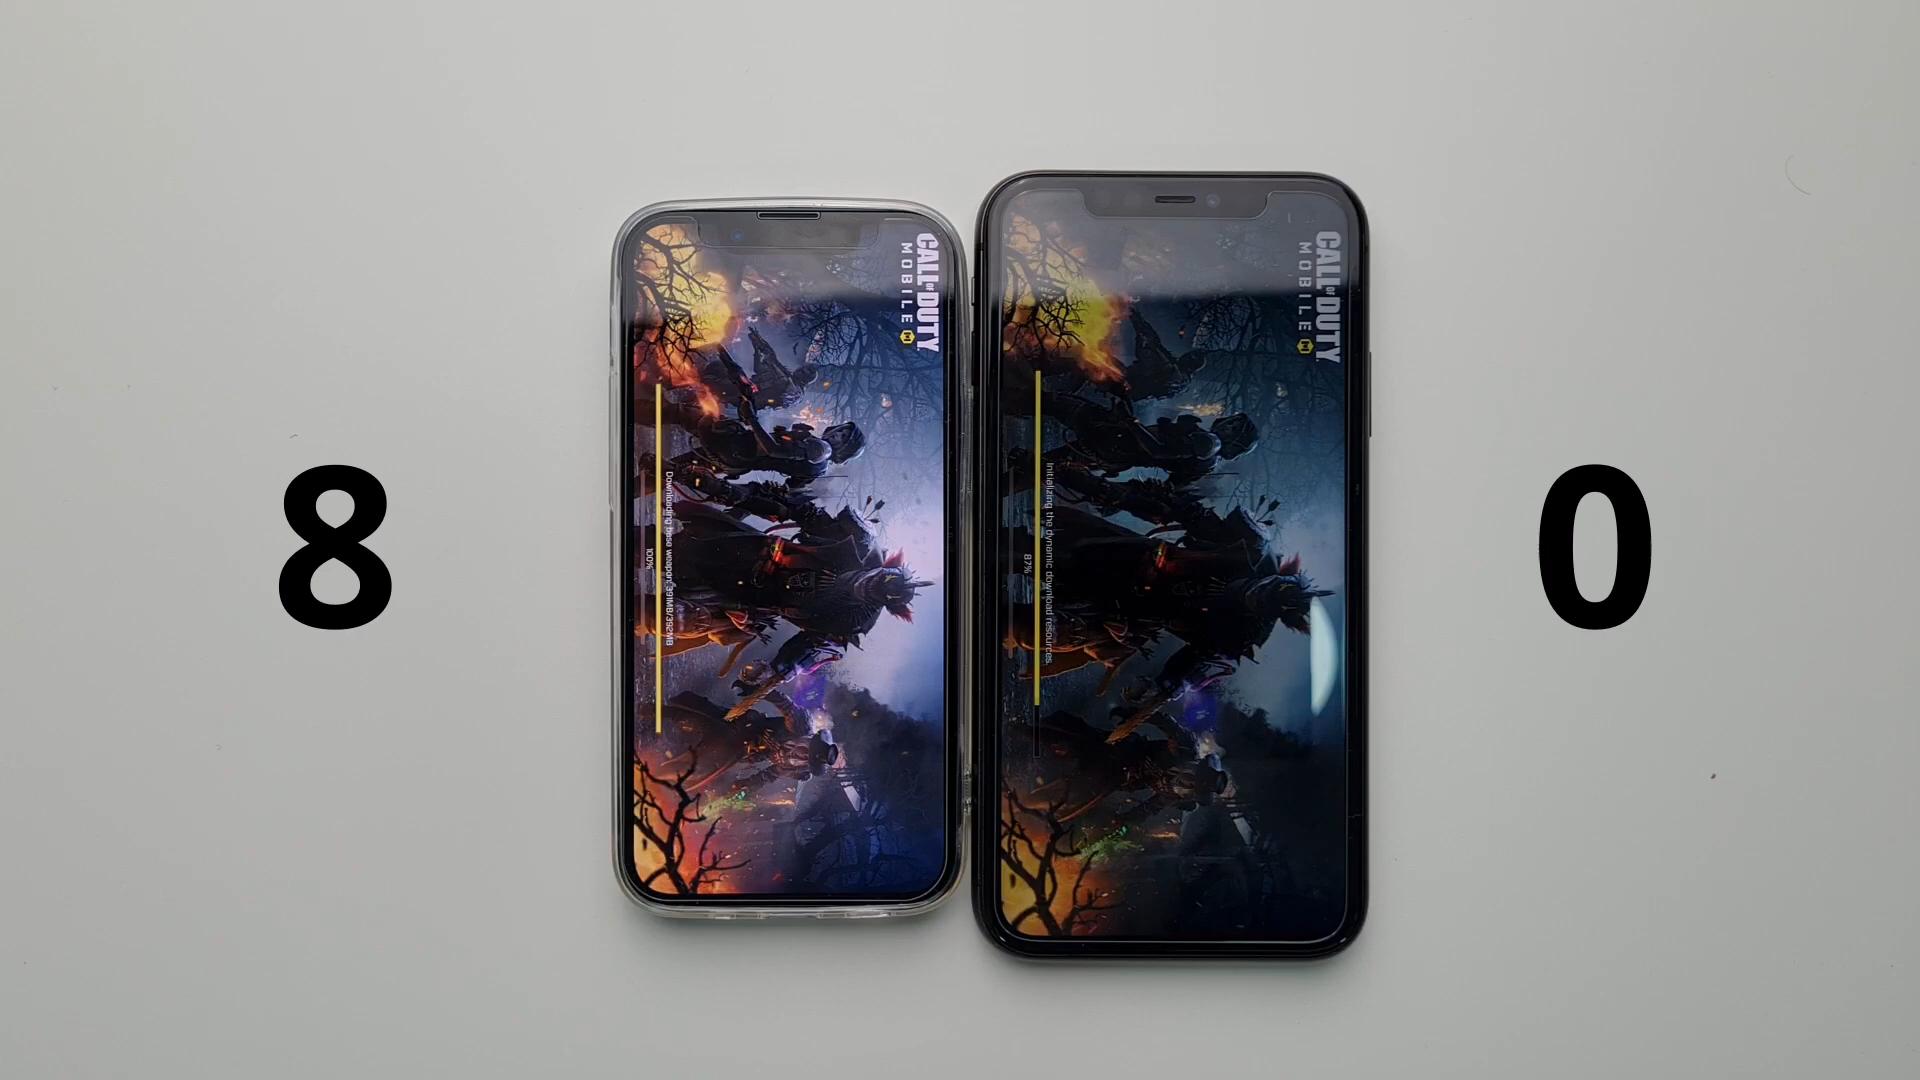 8
CALL OF DUTY
MOBILE
Downloading base weapon: 391MB/392MB
100%
CALL OF DUTY
MOBILE
Initializing the dynamic download resources.
87%
0